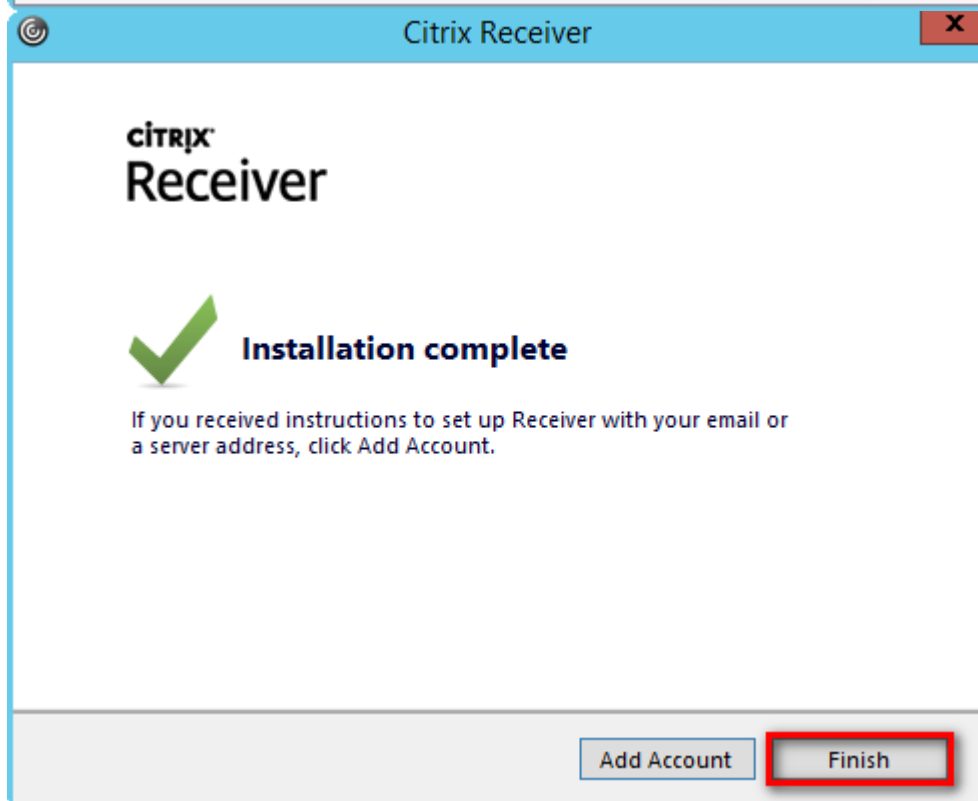 Citrix Receiver
X
CiTRIX
Receiver
Installation complete
If you received instructions to set up Receiver with your email or
a server address, click Add Account.
Add Account
Finish